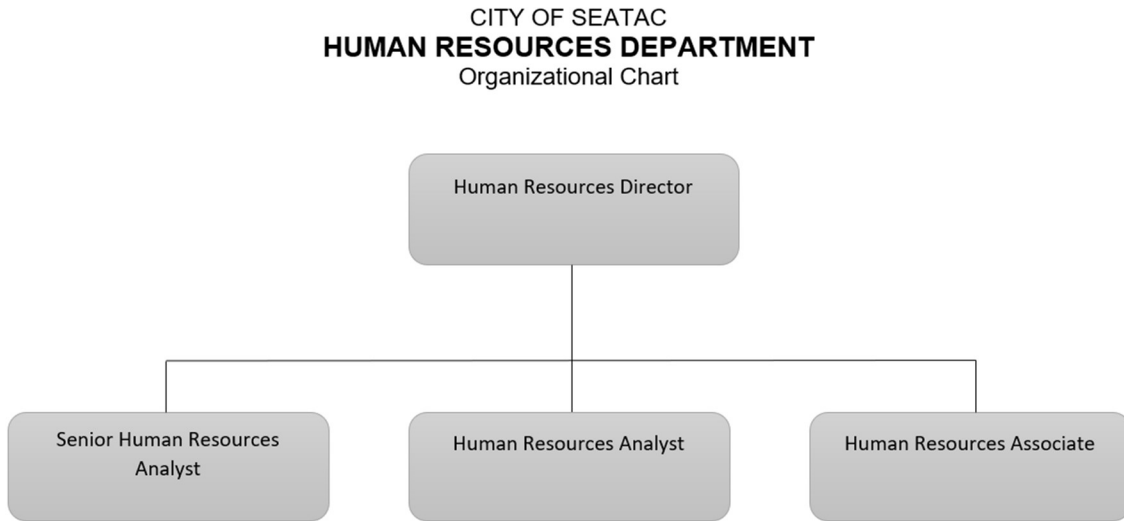 CITY OF SEATAC
HUMAN RESOURCES DEPARTMENT
Organizational Chart
Human Resources Director
Senior Human Resources
Analyst
Human Resources Analyst
Human Resources Associate